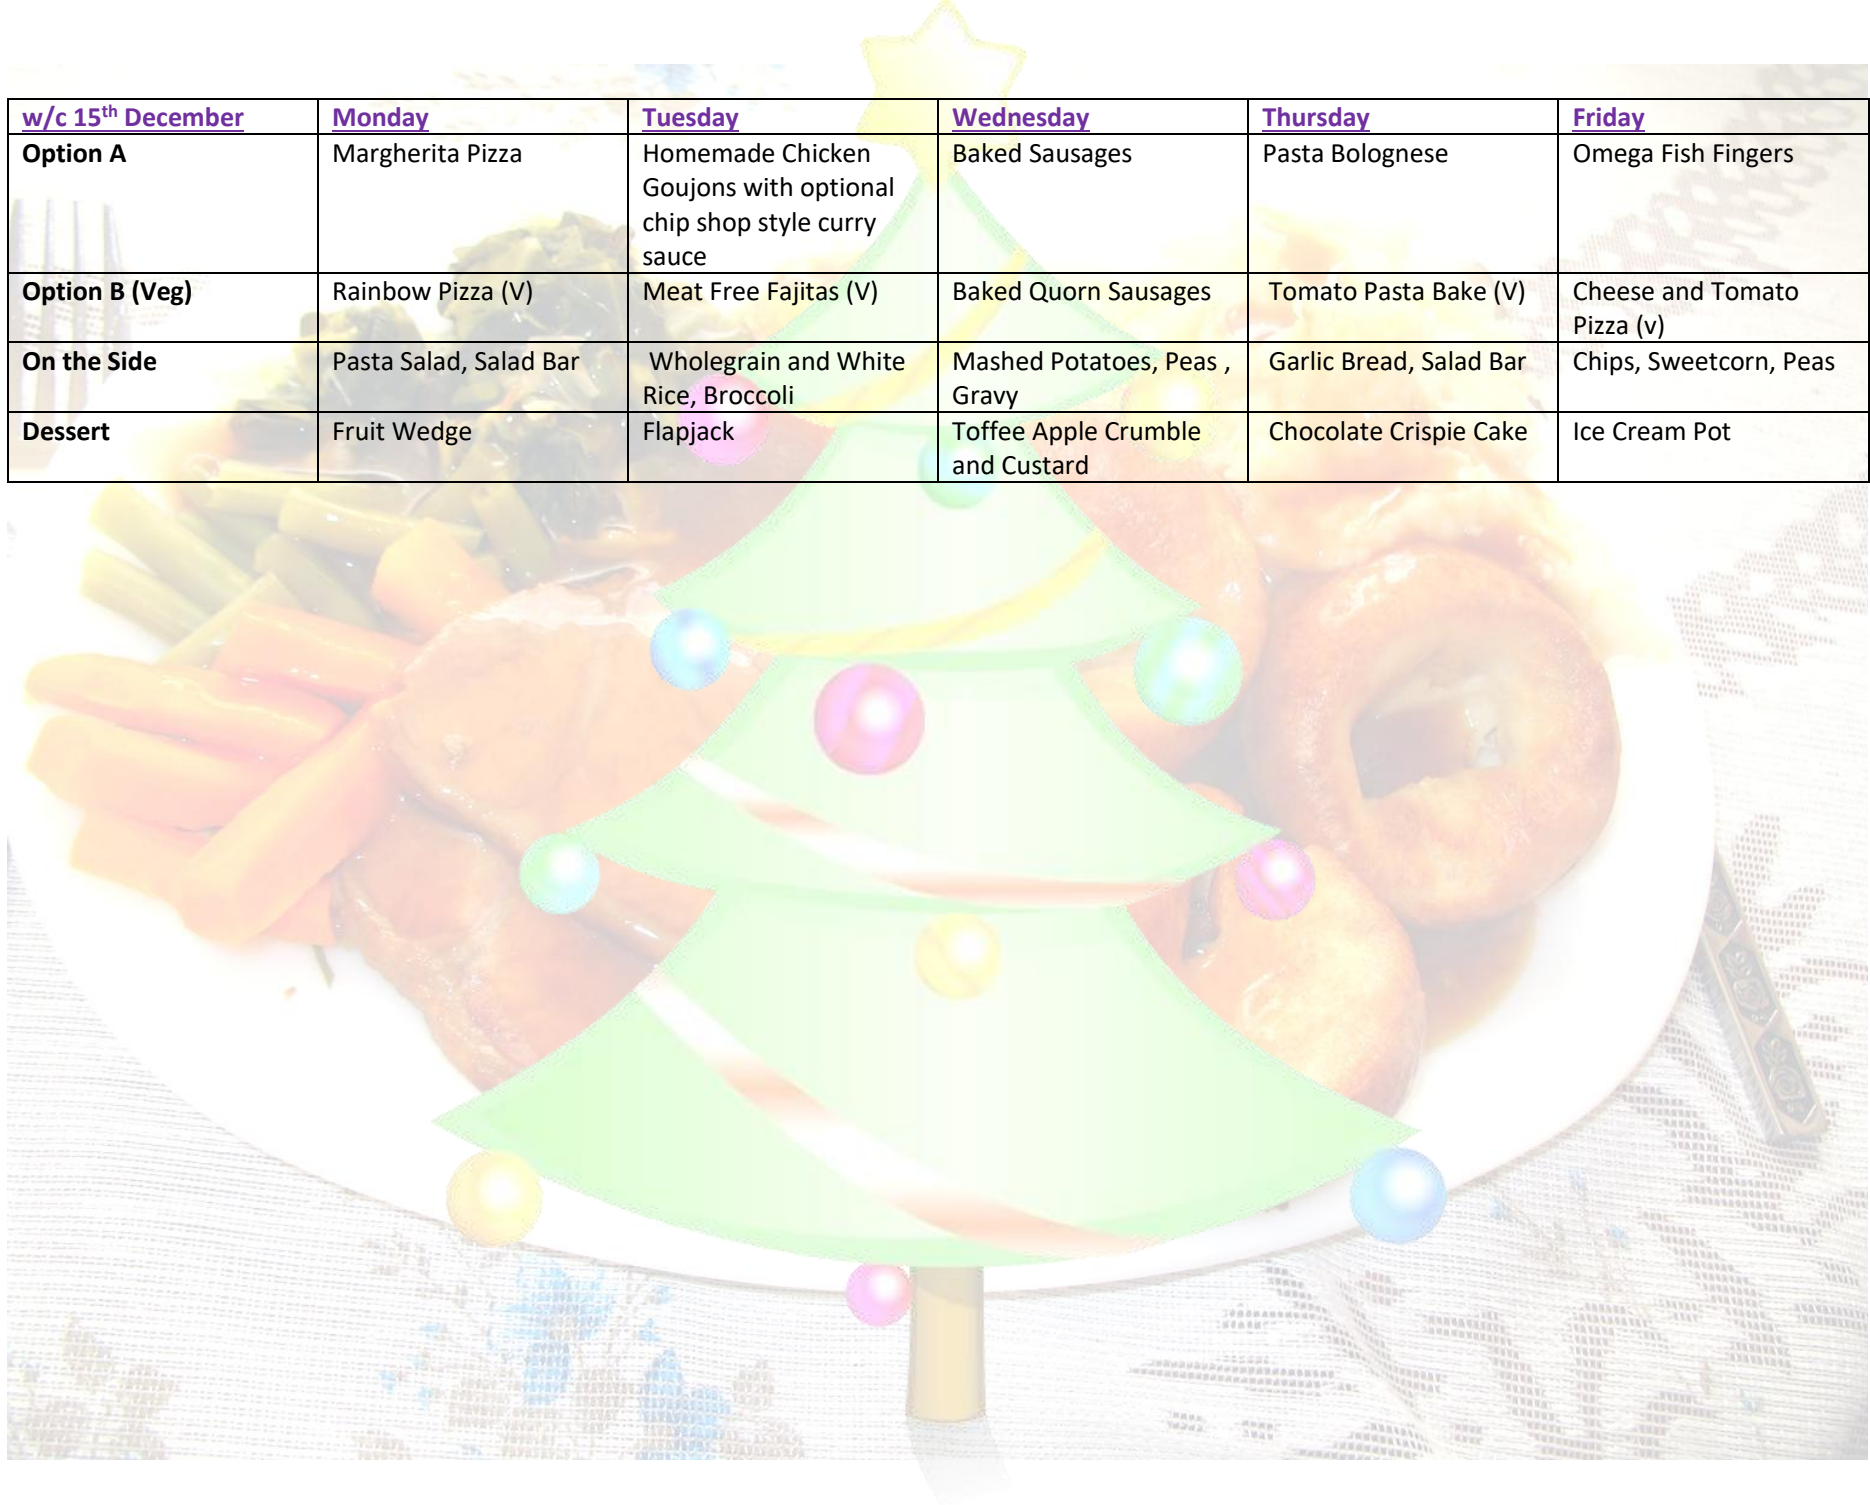 w/c 15th December Monday Tuesday Wednesday Thursday Friday
Option A Margherita Pizza Homemade Chicken Goujons with optional chip shop style curry sauce Baked Sausages Pasta Bolognese Omega Fish Fingers
Option B (Veg) Rainbow Pizza (V) Meat Free Fajitas (V) Baked Quorn Sausages Tomato Pasta Bake (V) Cheese and Tomato Pizza (v)
On the Side Pasta Salad, Salad Bar Wholegrain and White Rice, Broccoli Mashed Potatoes, Peas , Gravy Garlic Bread, Salad Bar Chips, Sweetcorn, Peas
Dessert Fruit Wedge Flapjack Toffee Apple Crumble and Custard Chocolate Crispie Cake Ice Cream Pot